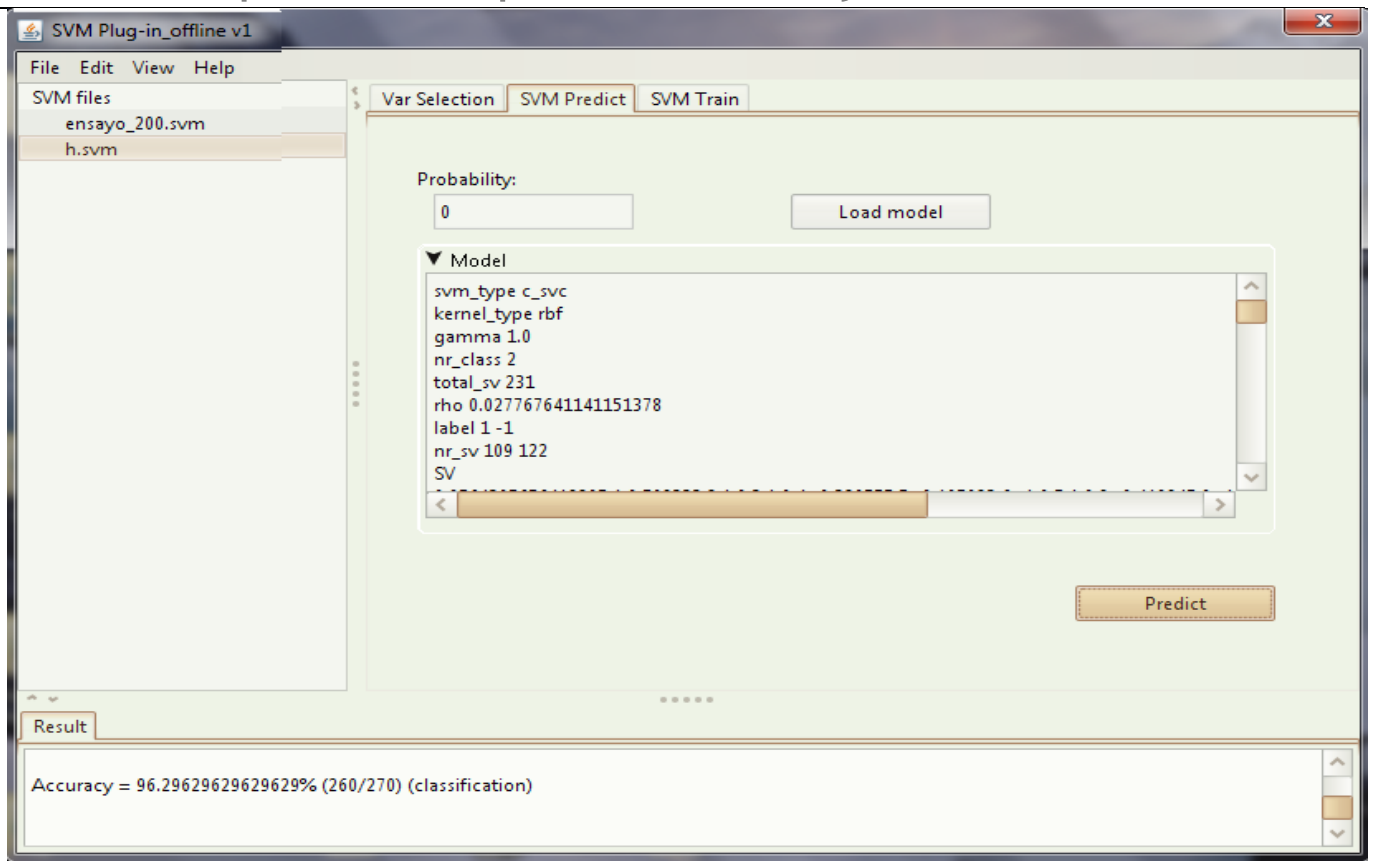 SVM Plug-in_offline v1
File Edit View Help
SVM files
ensayo_200.svm
h.svm
Var Selection SVM Predict SVM Train
Probability:
0
Load model
Model
svm_type c_svc
kernel_type rbf
gamma 1.0
nr_class 2
total_sv 231
rho 0.027767641141151378
label 1 -1
nr_sv 109 122
SV
Predict
Result
Accuracy = 96.29629629629629% (260/270) (classification)